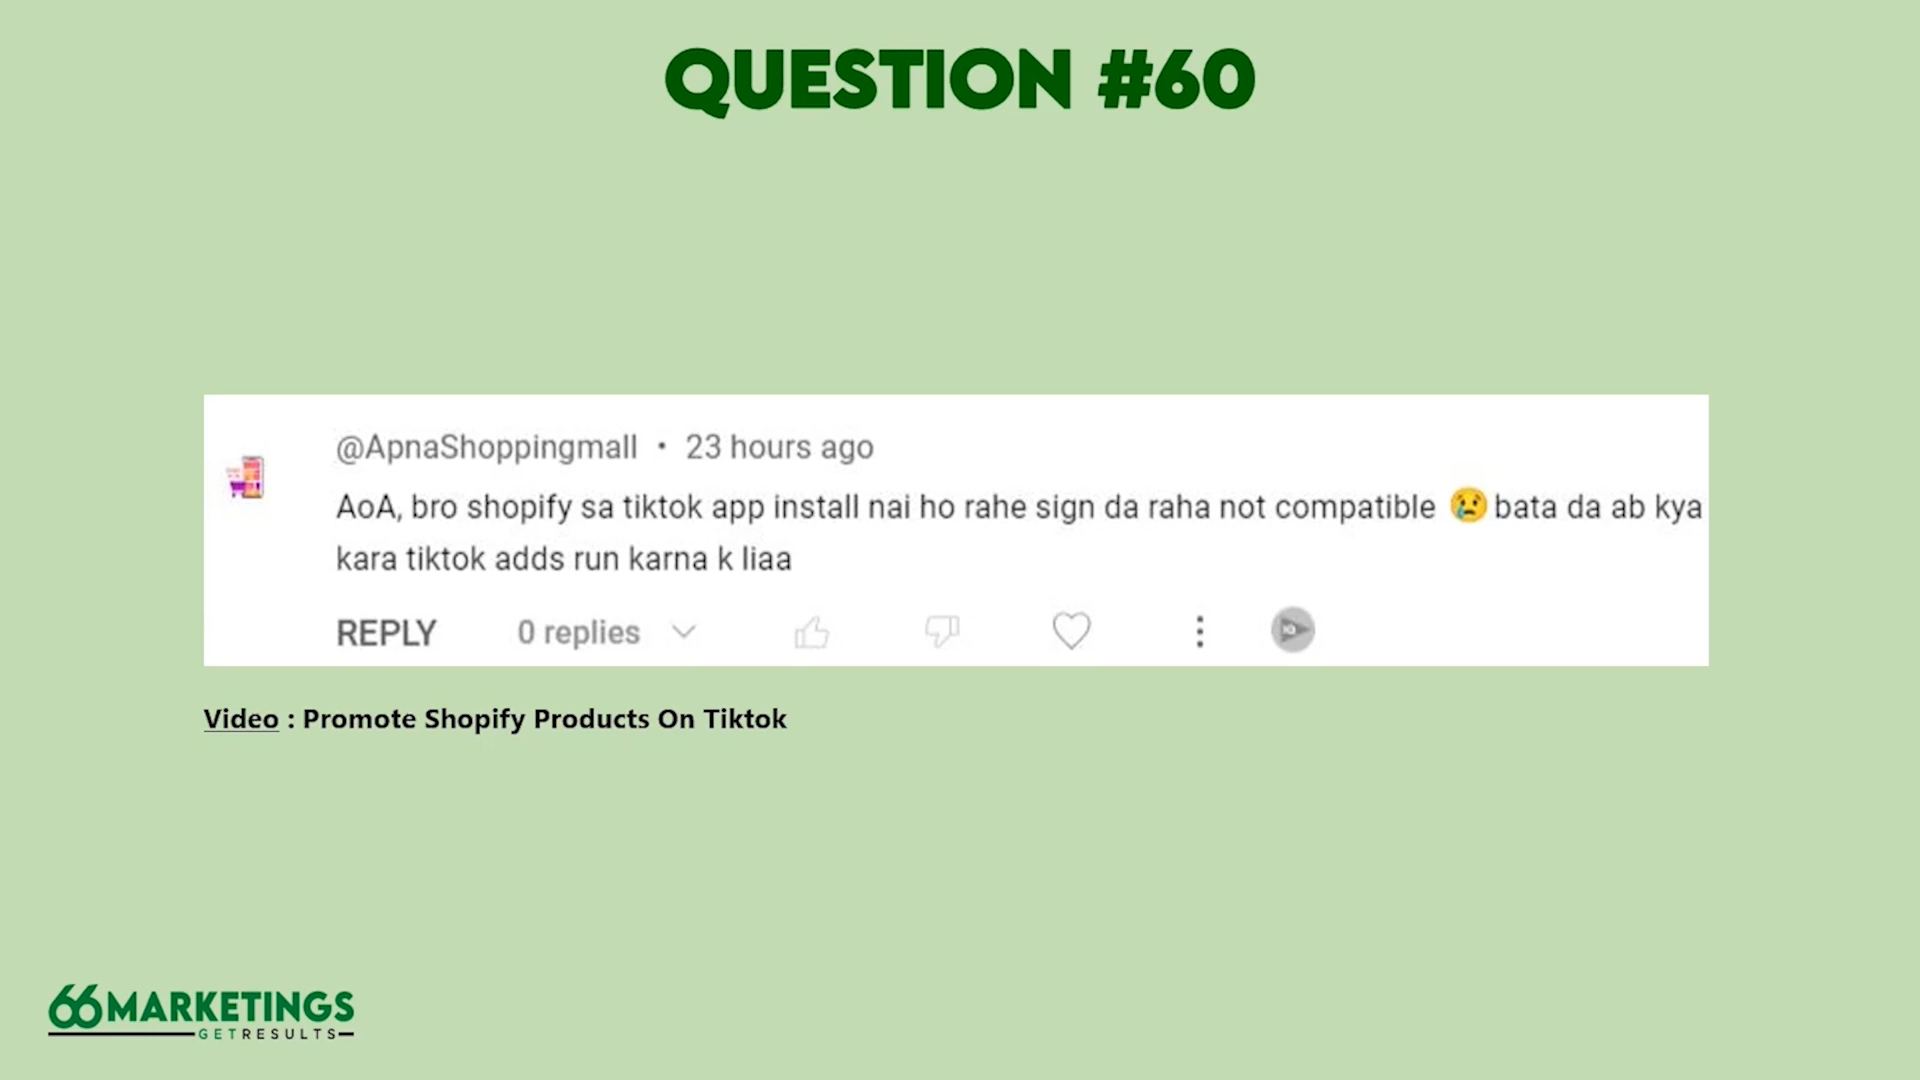 QUESTION #60
@ApnaShoppingmall • 23 hours ago
AoA, bro shopify sa tiktok app install nai ho rahe sign da raha not compatible 😢 bata da ab kya
kara tiktok adds run karna k liaa
REPLY 0 replies
Video : Promote Shopify Products On Tiktok
66MARKETINGS
GETRESULTS